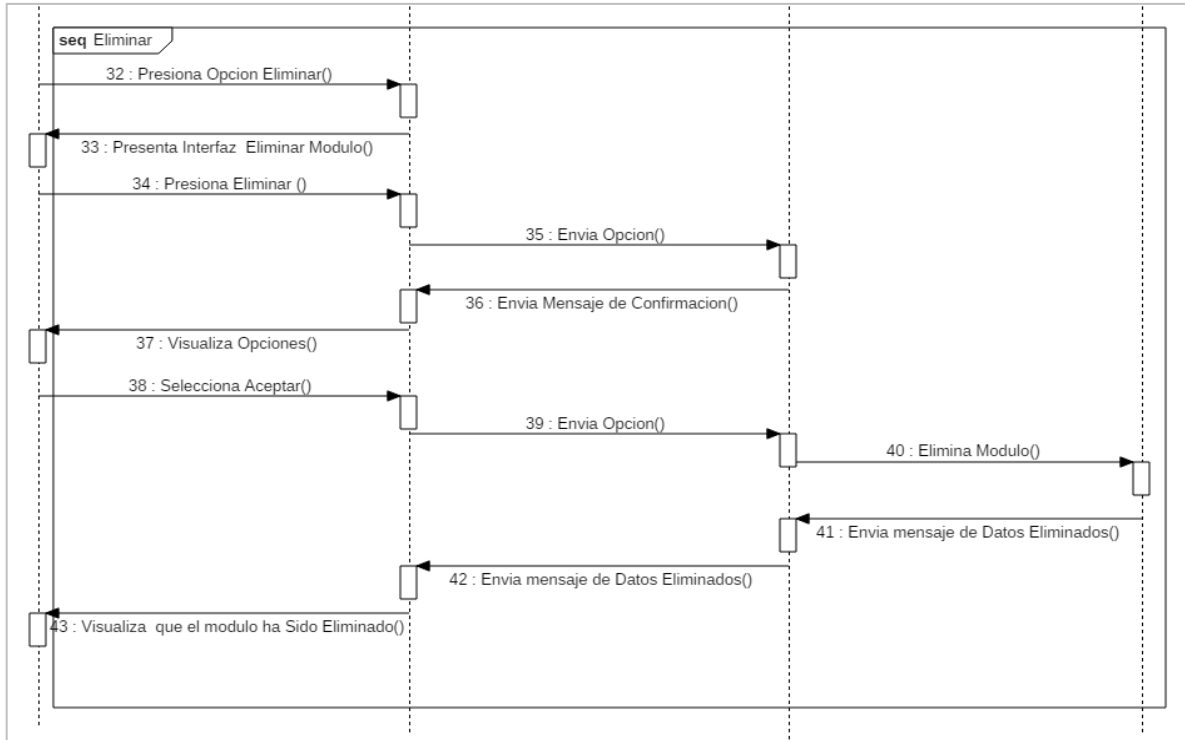 seq Eliminar
32 : Presiona Opcion Eliminar()
33 : Presenta Interfaz Eliminar Modulo()
34 : Presiona Eliminar ()
35 : Envia Opcion()
36 : Envia Mensaje de Confirmacion()
37 : Visualiza Opciones()
38 : Selecciona Aceptar()
39 : Envia Opcion()
40 : Elimina Modulo()
41 : Envia mensaje de Datos Eliminados()
42 : Envia mensaje de Datos Eliminados()
43 : Visualiza que el modulo ha Sido Eliminado()